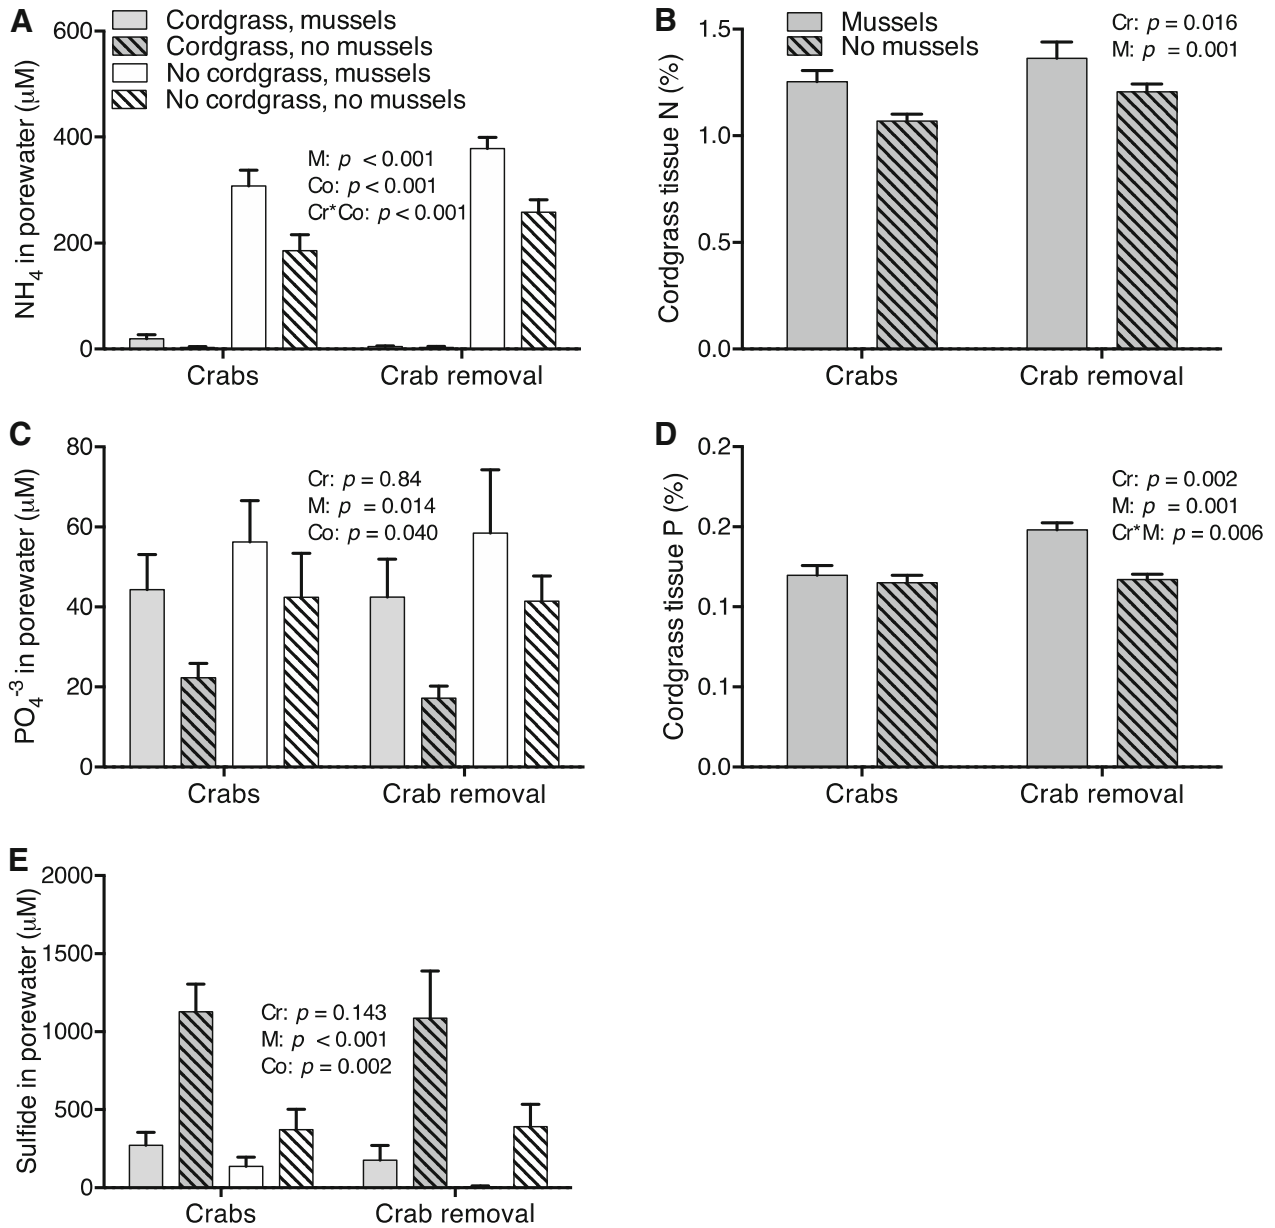 A
Cordgrass, mussels
Cordgrass, no mussels
No cordgrass, mussels
No cordgrass, no mussels
NH4 in porewater (µM)
600
400
200
0
M: p < 0.001
Co: p < 0.001
Cr*Co: p < 0.001
Crabs
Crab removal
B
Mussels
No mussels
Cr: p = 0.016
M: p = 0.001
Cordgrass tissue N (%)
1.5
1.0
0.5
0.0
Crabs
Crab removal
C
PO4-3 in porewater (µM)
80
60
40
20
0
Cr: p = 0.84
M: p = 0.014
Co: p = 0.040
Crabs
Crab removal
D
Cordgrass tissue P (%)
0.2
0.2
0.1
0.1
0.0
Cr: p = 0.002
M: p = 0.001
Cr*M: p = 0.006
Crabs
Crab removal
E
Sulfide in porewater (µM)
2000
1500
1000
500
0
Cr: p = 0.143
M: p < 0.001
Co: p = 0.002
Crabs
Crab removal